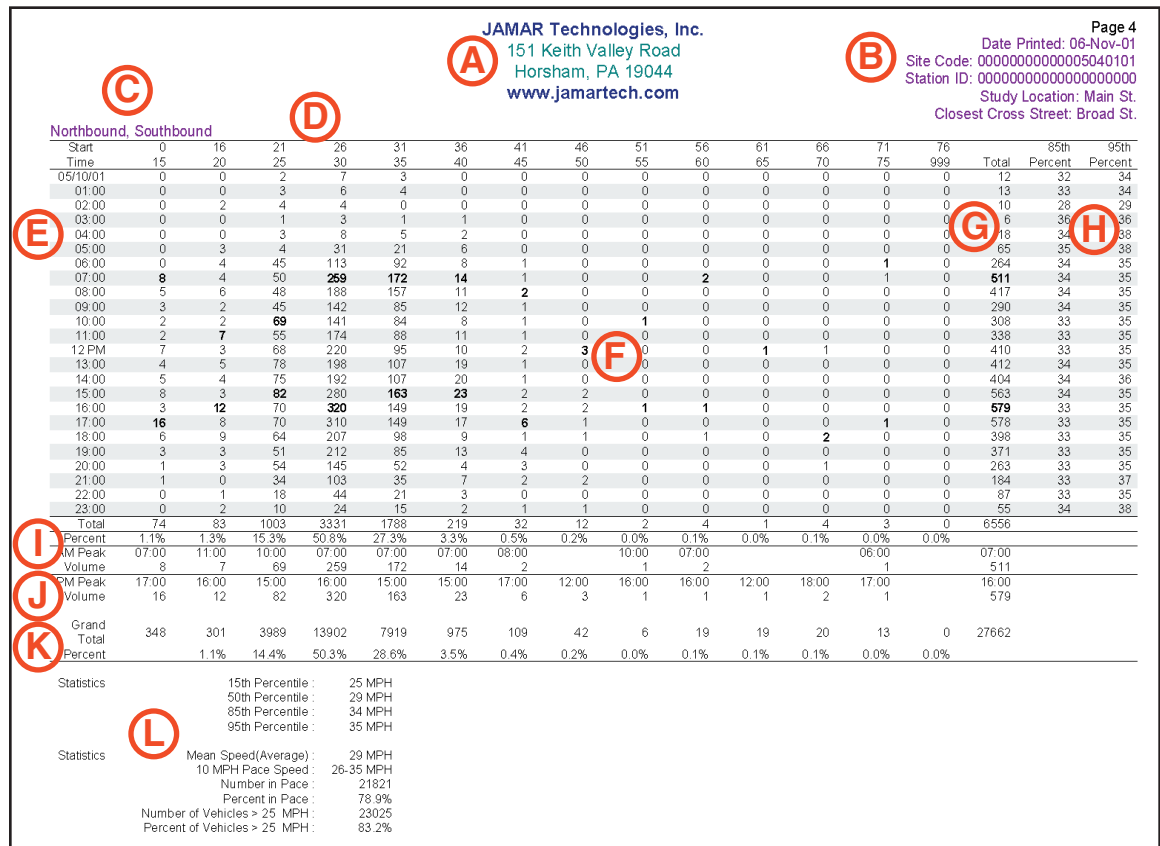 JAMAR Technologies, Inc.
151 Keith Valley Road
Horsham, PA 19044
www.jamartech.com
A
Page 4
Date Printed: 06-Nov-01
Site Code: 00000000000005040101
Station ID: 00000000000000000000
Study Location: Main St.
Closest Cross Street: Broad St.
B
C
D
Northbound, Southbound
Start 0 16 21 26 31 36 41 46 51 56 61 66 71 76 85th 95th
Time 15 20 25 30 35 40 45 50 55 60 65 70 75 999 Total Percent Percent
05/10/01 0 0 2 7 3 0 0 0 0 0 0 0 0 0 12 32 34
01:00 0 0 3 6 4 0 0 0 0 0 0 0 0 0 13 33 34
02:00 0 2 4 4 0 0 0 0 0 0 0 0 0 0 10 28 29
03:00 0 0 1 3 1 1 0 0 0 0 0 0 0 0 6 36 36
E G H
04:00 0 0 3 8 5 2 0 0 0 0 0 0 0 0 18 34 38
05:00 0 3 4 31 21 6 0 0 0 0 0 0 0 0 65 35 38
06:00 0 4 45 113 92 8 1 0 0 0 0 0 1 0 264 34 35
07:00 8 4 50 259 172 14 1 0 0 2 0 0 1 0 511 34 35
08:00 5 6 48 188 157 11 2 0 0 0 0 0 0 0 417 34 35
09:00 3 2 45 142 85 12 1 0 0 0 0 0 0 0 290 34 35
10:00 2 2 69 141 84 8 1 0 1 0 0 0 0 0 308 33 35
11:00 2 7 55 174 88 11 1 0 0 0 0 0 0 0 338 33 35
12 PM 7 3 68 220 95 10 2 3 0 0 1 1 0 0 410 33 35
F
13:00 4 5 78 198 107 19 1 0 0 0 0 0 0 0 412 34 35
14:00 5 4 75 192 107 20 1 0 0 0 0 0 0 0 404 34 36
15:00 8 3 82 280 163 23 2 2 0 0 0 0 0 0 563 34 35
16:00 3 12 70 320 149 19 2 2 1 1 0 0 0 0 579 33 35
17:00 16 8 70 310 149 17 6 1 0 0 0 0 1 0 578 33 35
18:00 6 9 64 207 98 9 1 1 0 1 0 2 0 0 398 33 35
19:00 3 3 51 212 85 13 4 0 0 0 0 0 0 0 371 33 35
20:00 1 3 54 145 52 4 3 0 0 0 0 1 0 0 263 33 35
21:00 1 0 34 103 35 7 2 2 0 0 0 0 0 0 184 33 37
22:00 0 1 18 44 21 3 0 0 0 0 0 0 0 0 87 33 35
23:00 0 2 10 24 15 2 1 1 0 0 0 0 0 0 55 34 38
Total 74 83 1003 3331 1788 219 32 12 2 4 1 4 3 0 6556
Percent 1.1% 1.3% 15.3% 50.8% 27.3% 3.3% 0.5% 0.2% 0.0% 0.1% 0.0% 0.1% 0.0% 0.0%
I
AM Peak 07:00 11:00 10:00 07:00 07:00 07:00 08:00 10:00 07:00 06:00 07:00
Volume 8 7 69 259 172 14 2 1 2 1 511
PM Peak 17:00 16:00 15:00 16:00 15:00 15:00 17:00 12:00 16:00 16:00 12:00 18:00 17:00 16:00
J
Volume 16 12 82 320 163 23 6 3 1 1 1 2 1 579
Grand
Total 348 301 3989 13902 7919 975 109 42 6 19 19 20 13 0 27662
K
Percent 1.1% 14.4% 50.3% 28.6% 3.5% 0.4% 0.2% 0.0% 0.1% 0.1% 0.1% 0.0% 0.0%
Statistics 15th Percentile : 25 MPH
50th Percentile : 29 MPH
85th Percentile : 34 MPH
95th Percentile : 35 MPH
L
Statistics Mean Speed(Average) : 29 MPH
10 MPH Pace Speed : 26-35 MPH
Number in Pace : 21821
Percent in Pace : 78.9%
Number of Vehicles > 25 MPH : 23025
Percent of Vehicles > 25 MPH : 83.2%